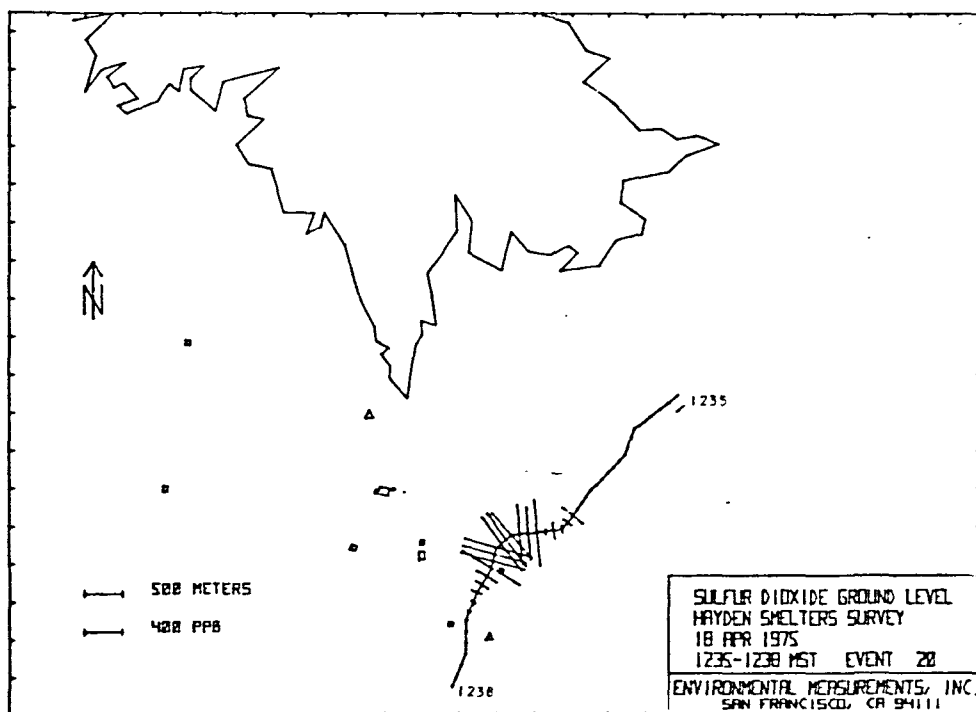 1235
N
500 METERS
400 PPB
1238
SULFUR DIOXIDE GROUND LEVEL
HAYDEN SMELTERS SURVEY
18 APR 1975
1235-1238 MST EVENT 20
ENVIRONMENTAL MEASUREMENTS, INC.
SAN FRANCISCO, CA 94111